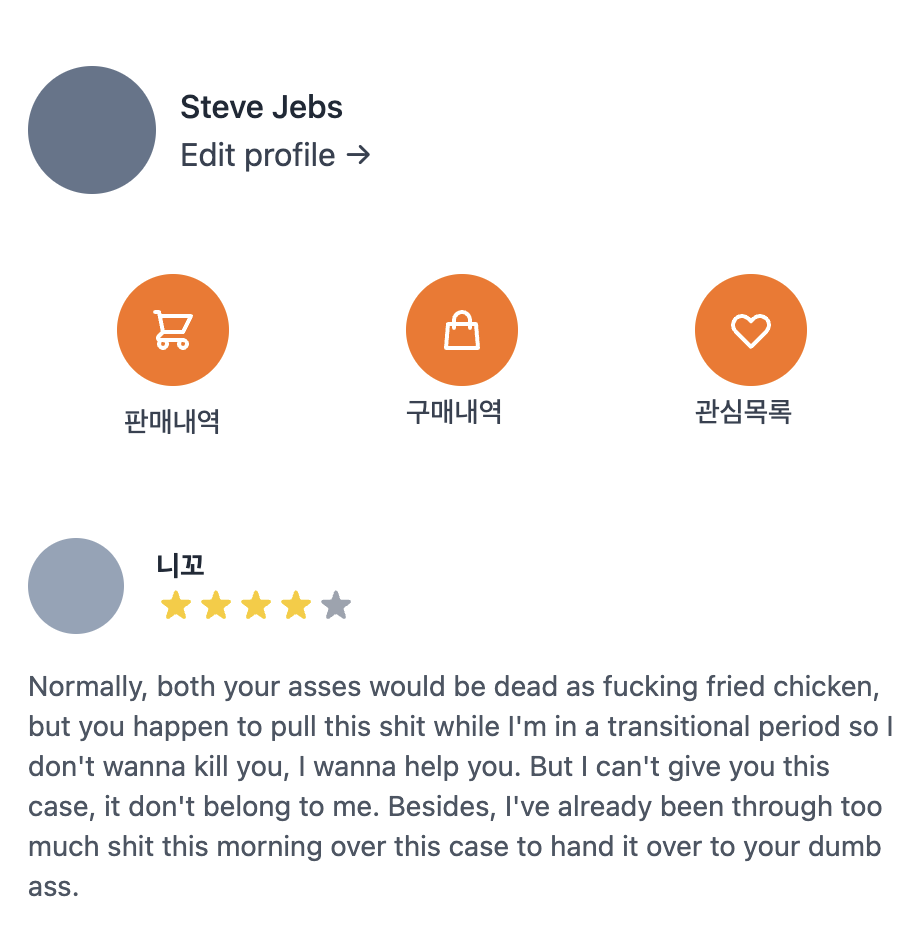 Steve Jebs
Edit profile →
판매내역
구매내역
관심목록
니꼬
Normally, both your asses would be dead as fucking fried chicken,
but you happen to pull this shit while I'm in a transitional period so I
don't wanna kill you, I wanna help you. But I can't give you this
case, it don't belong to me. Besides, I've already been through too
much shit this morning over this case to hand it over to your dumb
ass.